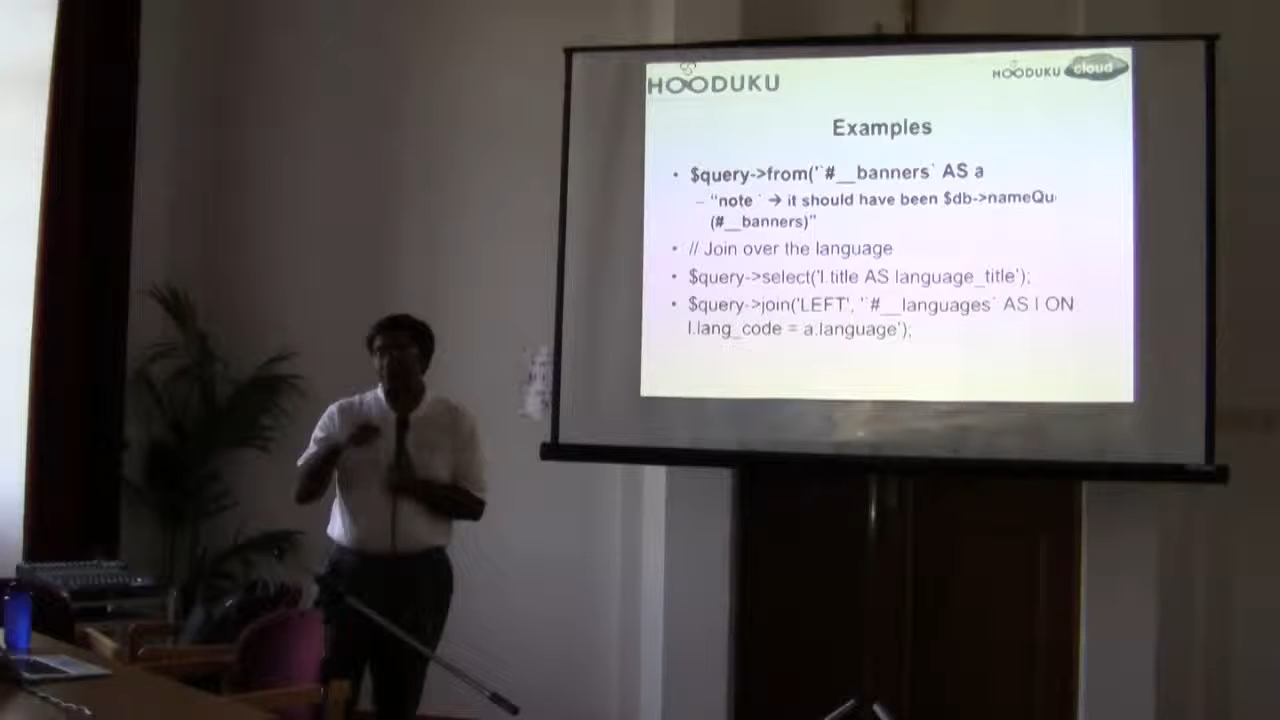 HOODUKU
HOODUKU cloud
Examples
• $query->from('`#__banners` AS a
– "note ` → it should have been $db->nameQu
(#__banners)"
• // Join over the language
• $query->select('l.title AS language_title');
• $query->join('LEFT', '`#__languages` AS l ON
l.lang_code = a.language');